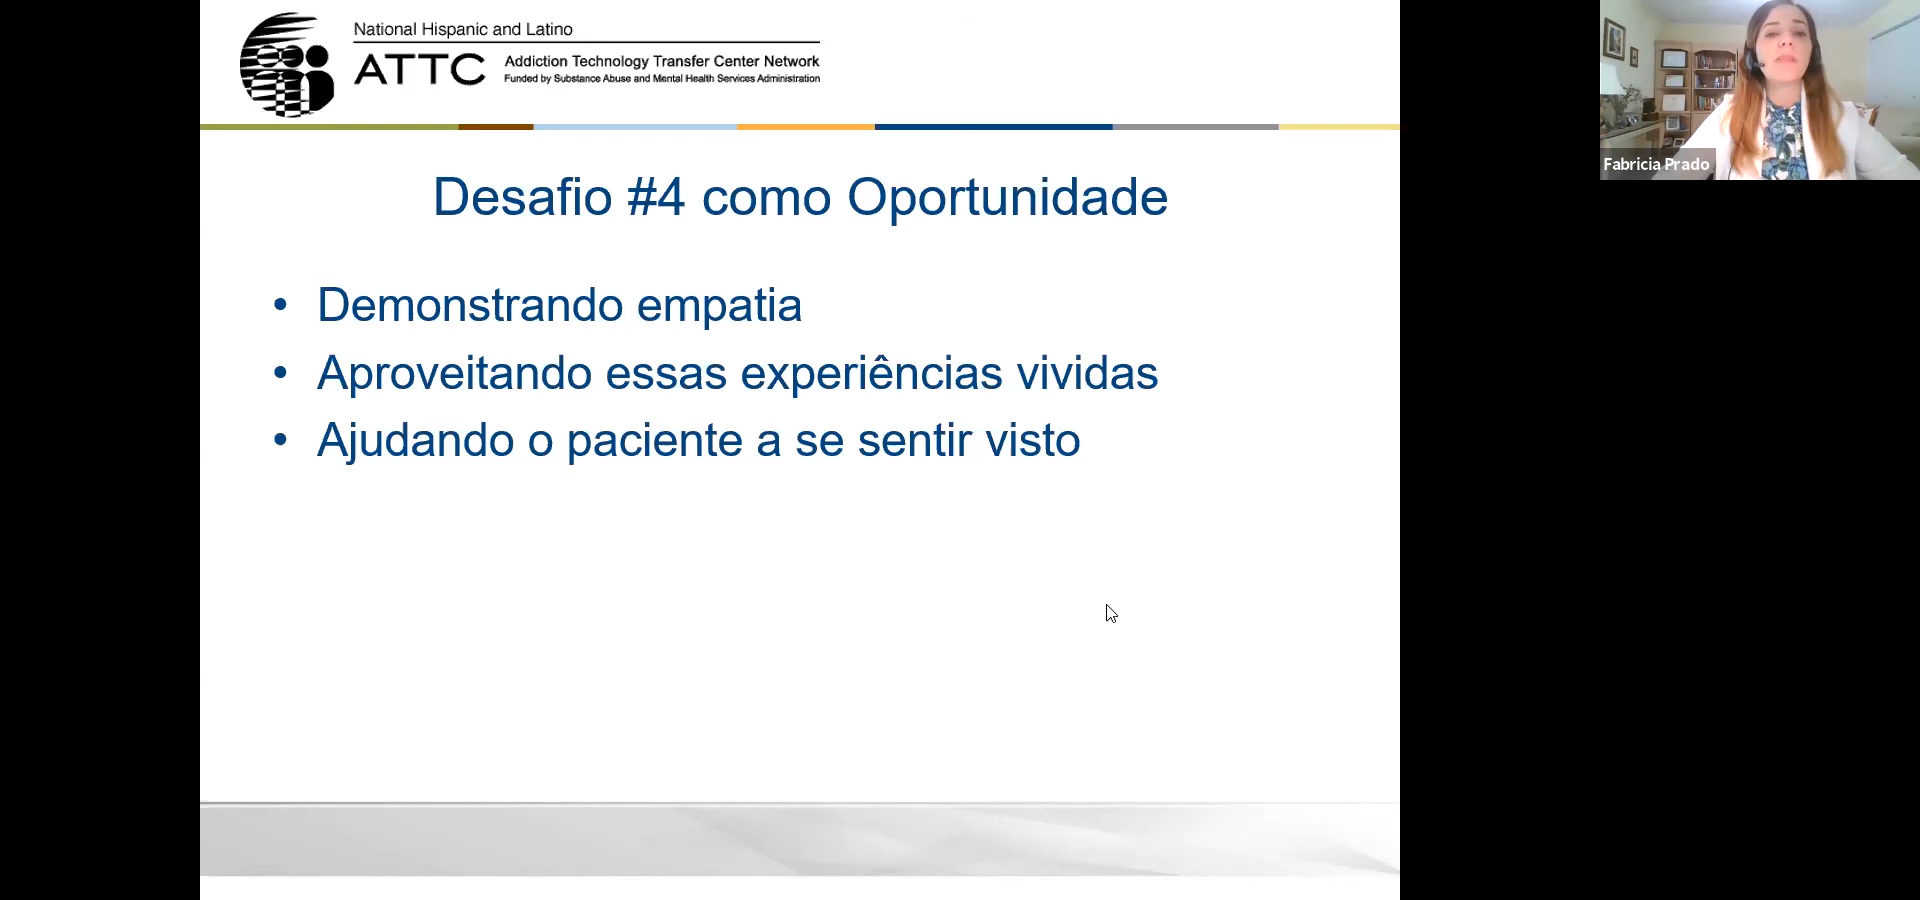 National Hispanic and Latino
ATTC
Addiction Technology Transfer Center Network
Funded by Substance Abuse and Mental Health Services Administration
Fabricia Prado
Desafio #4 como Oportunidade
• Demonstrando empatia
• Aproveitando essas experiências vividas
• Ajudando o paciente a se sentir visto